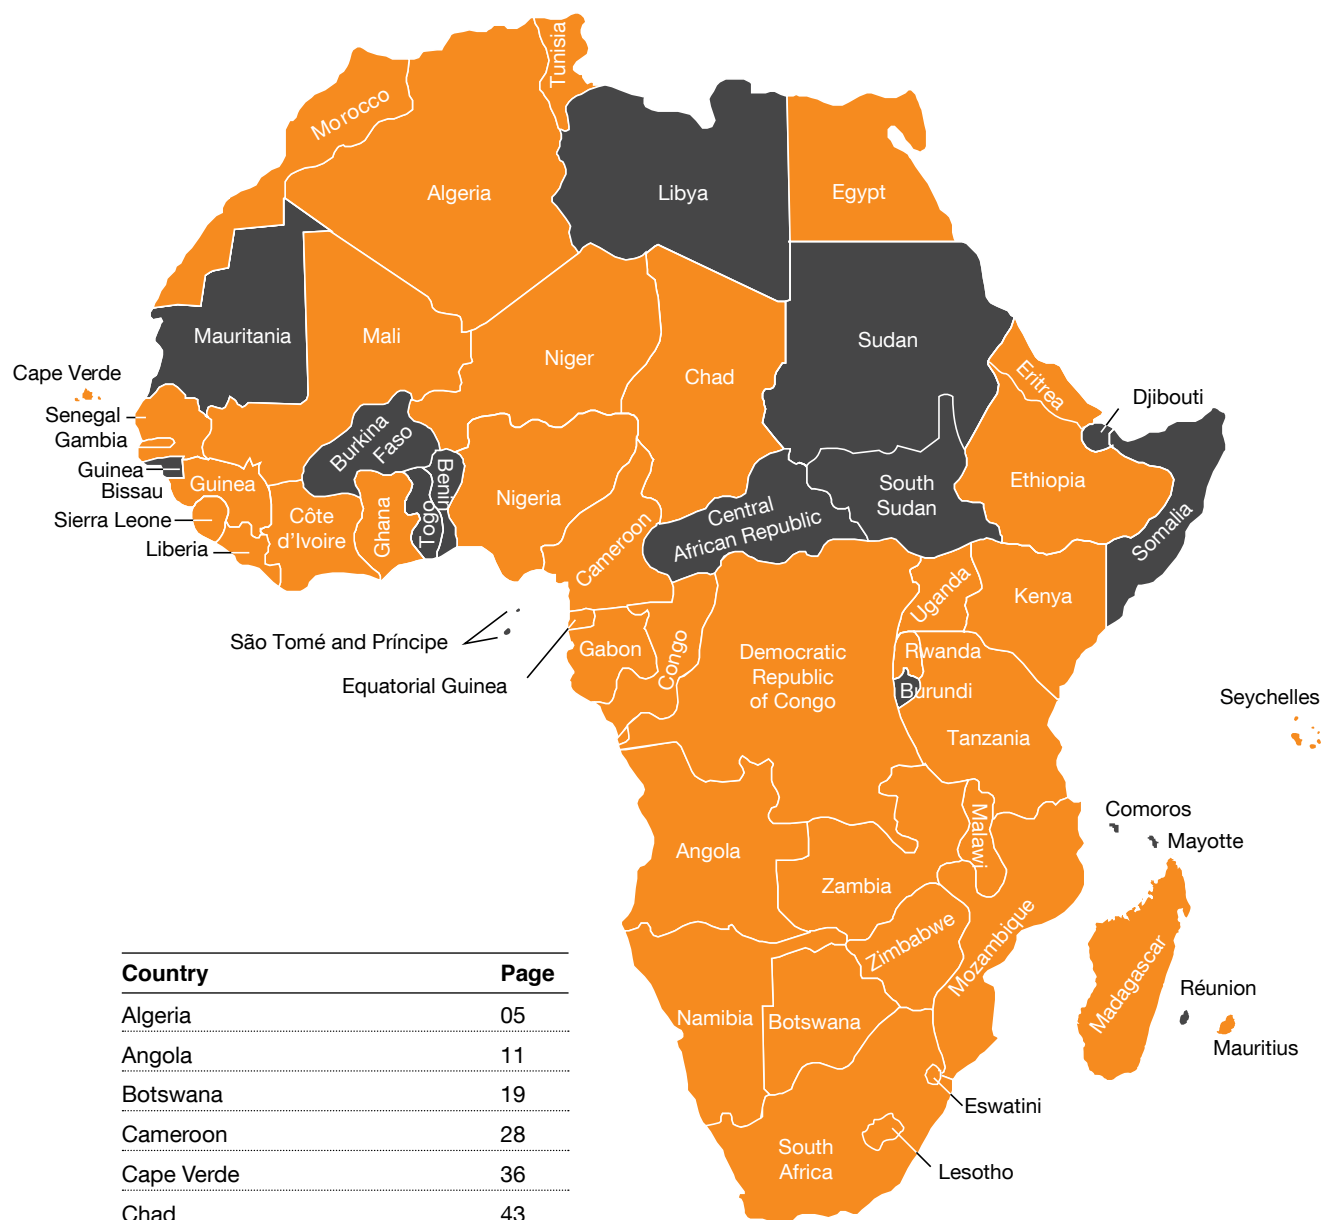 Tunisia
Morocco
Algeria
Libya
Egypt
Mauritania
Mali
Niger
Chad
Sudan
Eritrea
Cape Verde
Senegal
Gambia
Guinea
Bissau
Guinea
Sierra Leone
Liberia
Côte
d’Ivoire
Burkina
Faso
Ghana
Togo
Benin
Nigeria
Cameroon
Central
African Republic
South
Sudan
Ethiopia
Djibouti
Somalia
São Tomé and Príncipe
Equatorial Guinea
Gabon
Congo
Democratic
Republic
of Congo
Uganda
Kenya
Rwanda
Burundi
Tanzania
Seychelles
Comoros
Mayotte
Angola
Zambia
Malawi
Mozambique
Zimbabwe
Madagascar
Réunion
Mauritius
Namibia
Botswana
Eswatini
South
Africa
Lesotho
Country Page
Algeria 05
Angola 11
Botswana 19
Cameroon 28
Cape Verde 36
Chad 43